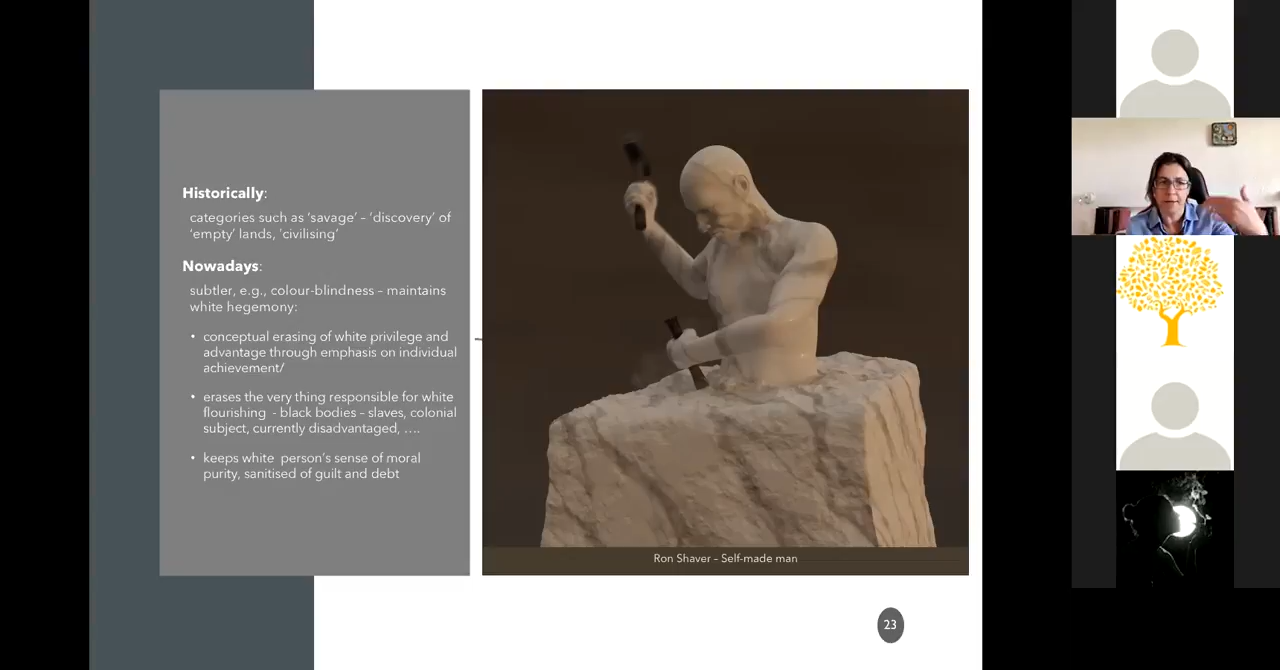 Historically:
categories such as ‘savage’ – ‘discovery’ of
‘empty’ lands, ‘civilising’
Nowadays:
subtler, e.g., colour-blindness – maintains
white hegemony:
• conceptual erasing of white privilege and
advantage through emphasis on individual
achievement/
• erases the very thing responsible for white
flourishing - black bodies – slaves, colonial
subject, currently disadvantaged, ….
• keeps white person’s sense of moral
purity, sanitised of guilt and debt
Ron Shaver – Self-made man
23